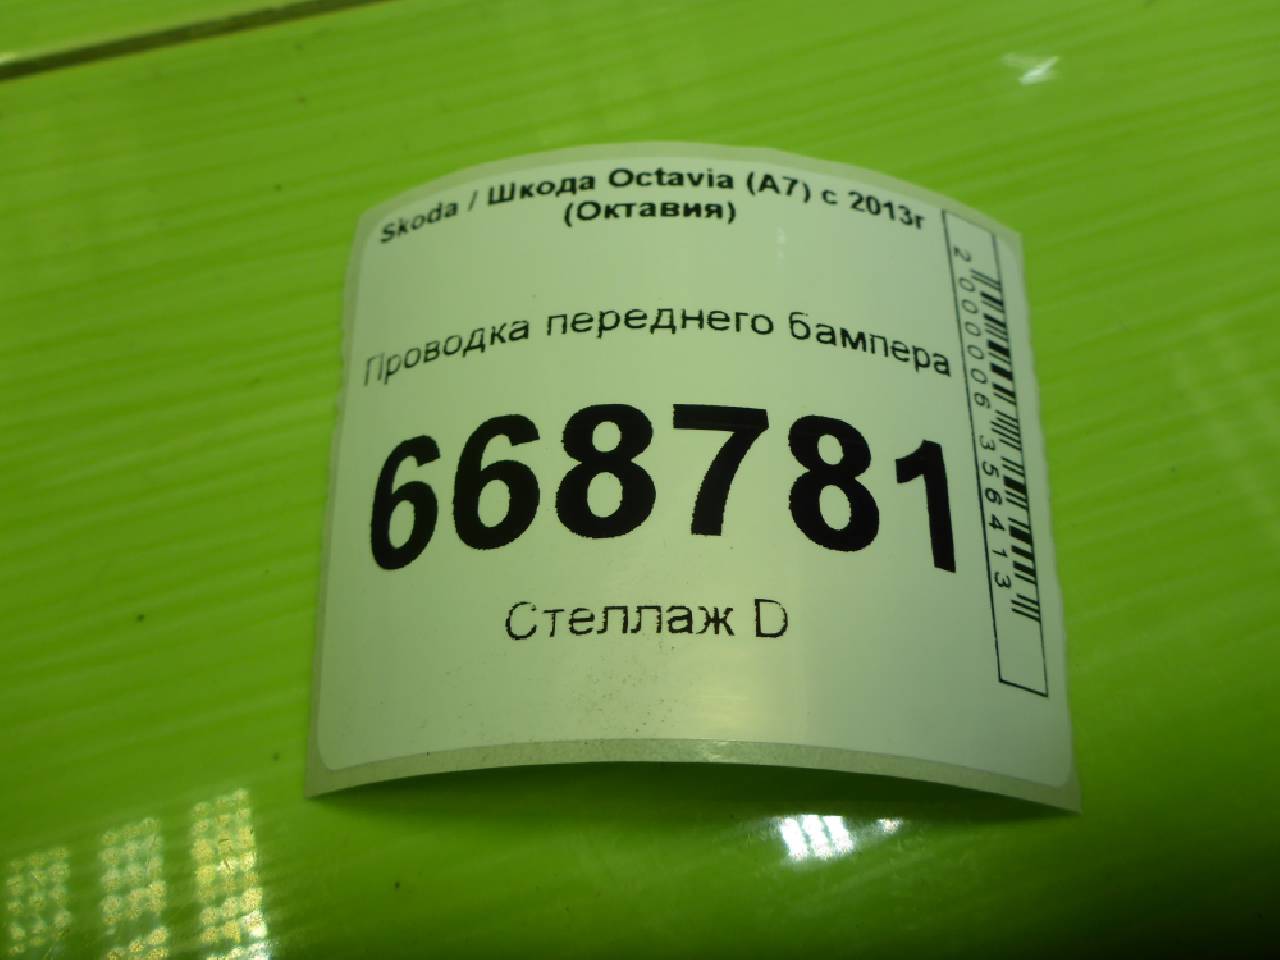 Skoda / Шкода Octavia (A7) с 2013г
(Октавия)
Проводка переднего бампера
668781
Стеллаж D
2000006356413